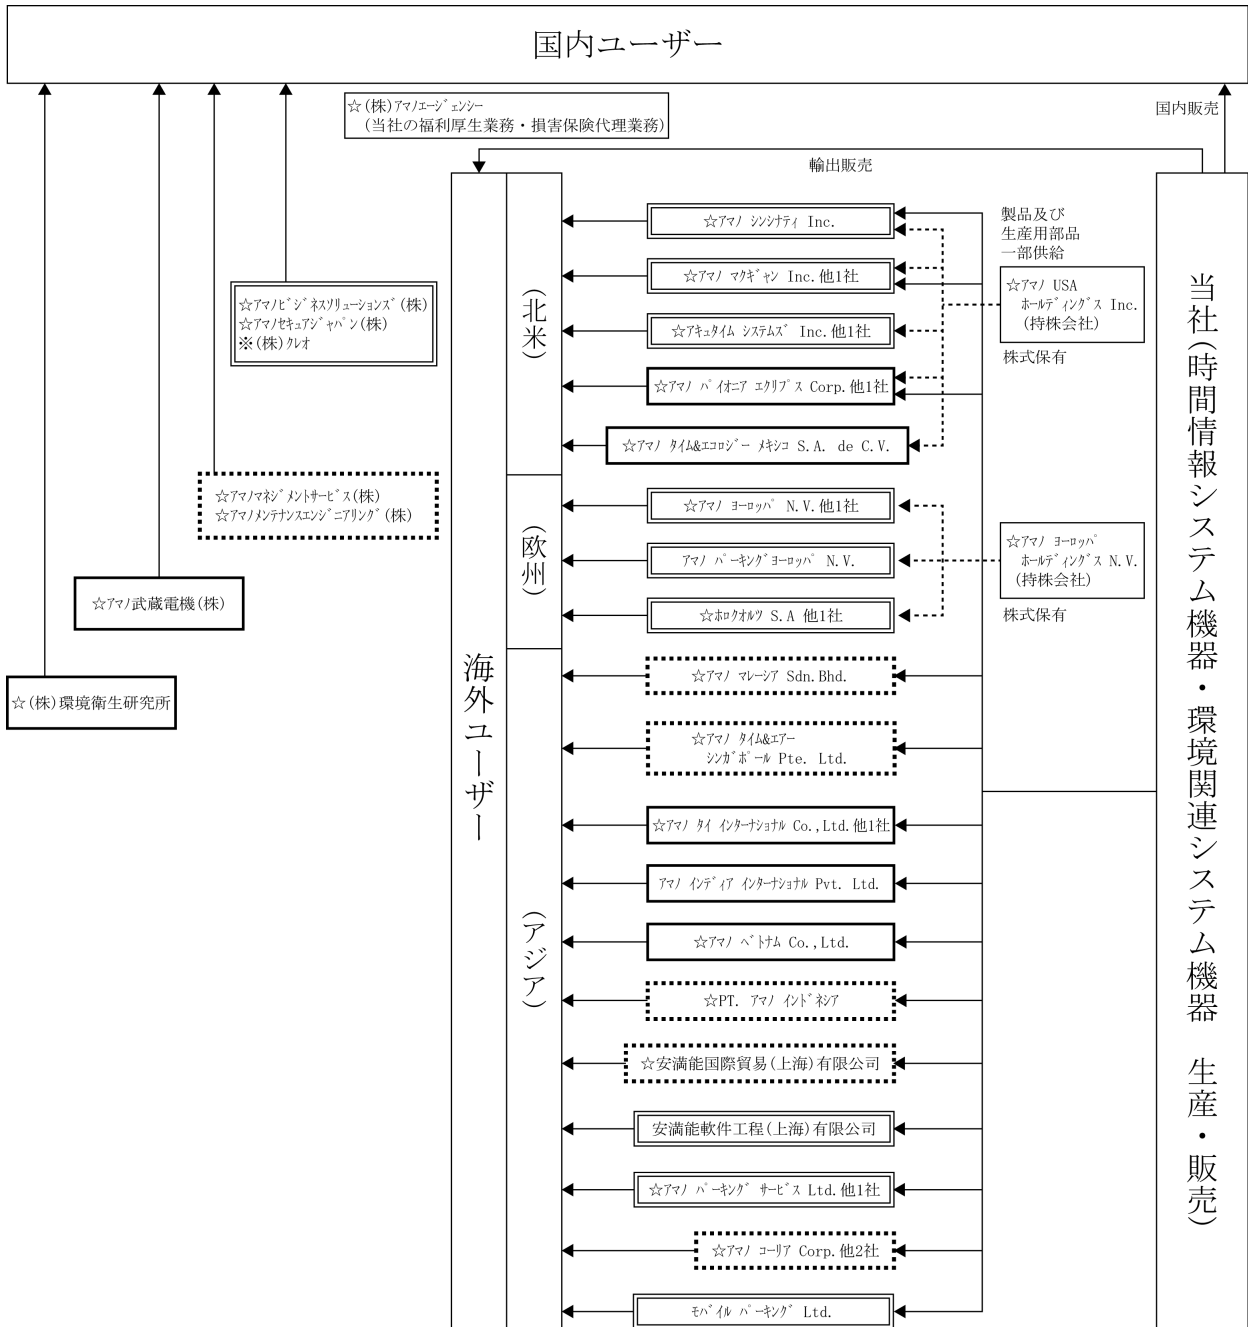 国内ユーザー
☆(株)ｱﾏﾉｴｰｼﾞｪﾝｼｰ
(当社の福利厚生業務・損害保険代理業務)
国内販売
輸出販売
☆ｱﾏﾉ ｼﾝｼﾅﾃｨ Inc.
製品及び
生産用部品
一部供給
☆ｱﾏﾉ ﾏｸｷﾞｬﾝ Inc.他1社
☆ｱﾏﾉ USA
ﾎｰﾙﾃﾞｨﾝｸﾞｽ Inc.
(持株会社)
株式保有
☆ｱﾏﾉﾋﾞｼﾞﾈｽｿﾘｭｰｼｮﾝｽﾞ(株)
☆ｱﾏﾉｾｷｭｱｼﾞｬﾊﾟﾝ(株)
※(株)ｸﾚｵ
(北米)
☆ｱｷｭﾀｲﾑ ｼｽﾃﾑｽﾞ Inc.他1社
☆ｱﾏﾉ ﾊﾟｲｵﾆｱ ｴｸﾘﾌﾟｽ Corp.他1社
☆ｱﾏﾉ ﾀｲﾑ&ｴｺﾛｼﾞｰ ﾒｷｼｺ S.A. de C.V.
☆ｱﾏﾉﾏﾈｼﾞﾒﾝﾄｻｰﾋﾞｽ(株)
☆ｱﾏﾉﾒﾝﾃﾅﾝｽｴﾝｼﾞﾆｱﾘﾝｸﾞ(株)
(欧州)
☆ｱﾏﾉ ﾖｰﾛｯﾊﾟ N.V.他1社
ｱﾏﾉ ﾊﾟｰｷﾝｸﾞﾖｰﾛｯﾊﾟ N.V.
☆ﾎﾛｸｵﾙﾂ S.A 他1社
☆ｱﾏﾉ ﾖｰﾛｯﾊﾟ
ﾎｰﾙﾃﾞｨﾝｸﾞｽ N.V.
(持株会社)
株式保有
☆ｱﾏﾉ武蔵電機(株)
☆(株)環境衛生研究所
海外ユーザー
(アジア)
☆ｱﾏﾉ ﾏﾚｰｼｱ Sdn.Bhd.
☆ｱﾏﾉ ﾀｲﾑ&ｴｱｰ
ｼﾝｶﾞﾎﾟｰﾙ Pte. Ltd.
☆ｱﾏﾉ ﾀｲ ｲﾝﾀｰﾅｼｮﾅﾙ Co.,Ltd.他1社
ｱﾏﾉ ｲﾝﾃﾞｨｱ ｲﾝﾀｰﾅｼｮﾅﾙ Pvt. Ltd.
☆ｱﾏﾉ ﾍﾞﾄﾅﾑ Co.,Ltd.
☆PT. ｱﾏﾉ ｲﾝﾄﾞﾈｼｱ
☆安満能国際貿易(上海)有限公司
安満能軟件工程(上海)有限公司
☆ｱﾏﾉ ﾊﾟｰｷﾝｸﾞ ｻｰﾋﾞｽ Ltd.他1社
☆ｱﾏﾉ ｺｰﾘｱ Corp.他2社
ﾓﾊﾞｲﾙ ﾊﾟｰｷﾝｸﾞ Ltd.
当社(時間情報システム機器・環境関連システム機器　生産・販売)